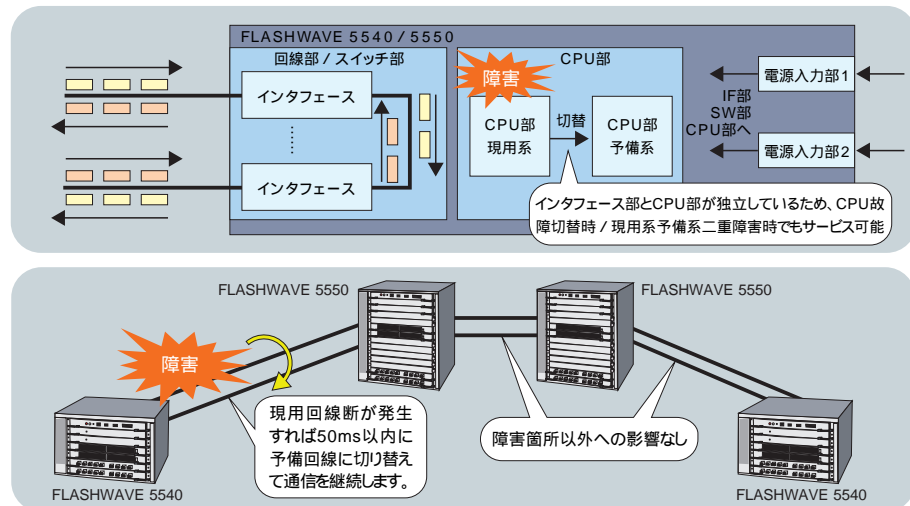 FLASHWAVE 5540 / 5550
回線部 / スイッチ部
インタフェース
……
インタフェース
CPU部
障害
CPU部
現用系
切替
CPU部
予備系
IF部
SW部
CPU部へ
電源入力部1
電源入力部2
インタフェース部とCPU部が独立しているため、CPU故
障切替時 / 現用系予備系二重障害時でもサービス可能
FLASHWAVE 5550
FLASHWAVE 5550
障害
現用回線断が発生
すれば50ms以内に
予備回線に切り替え
て通信を継続します。
障害箇所以外への影響なし
FLASHWAVE 5540
FLASHWAVE 5540